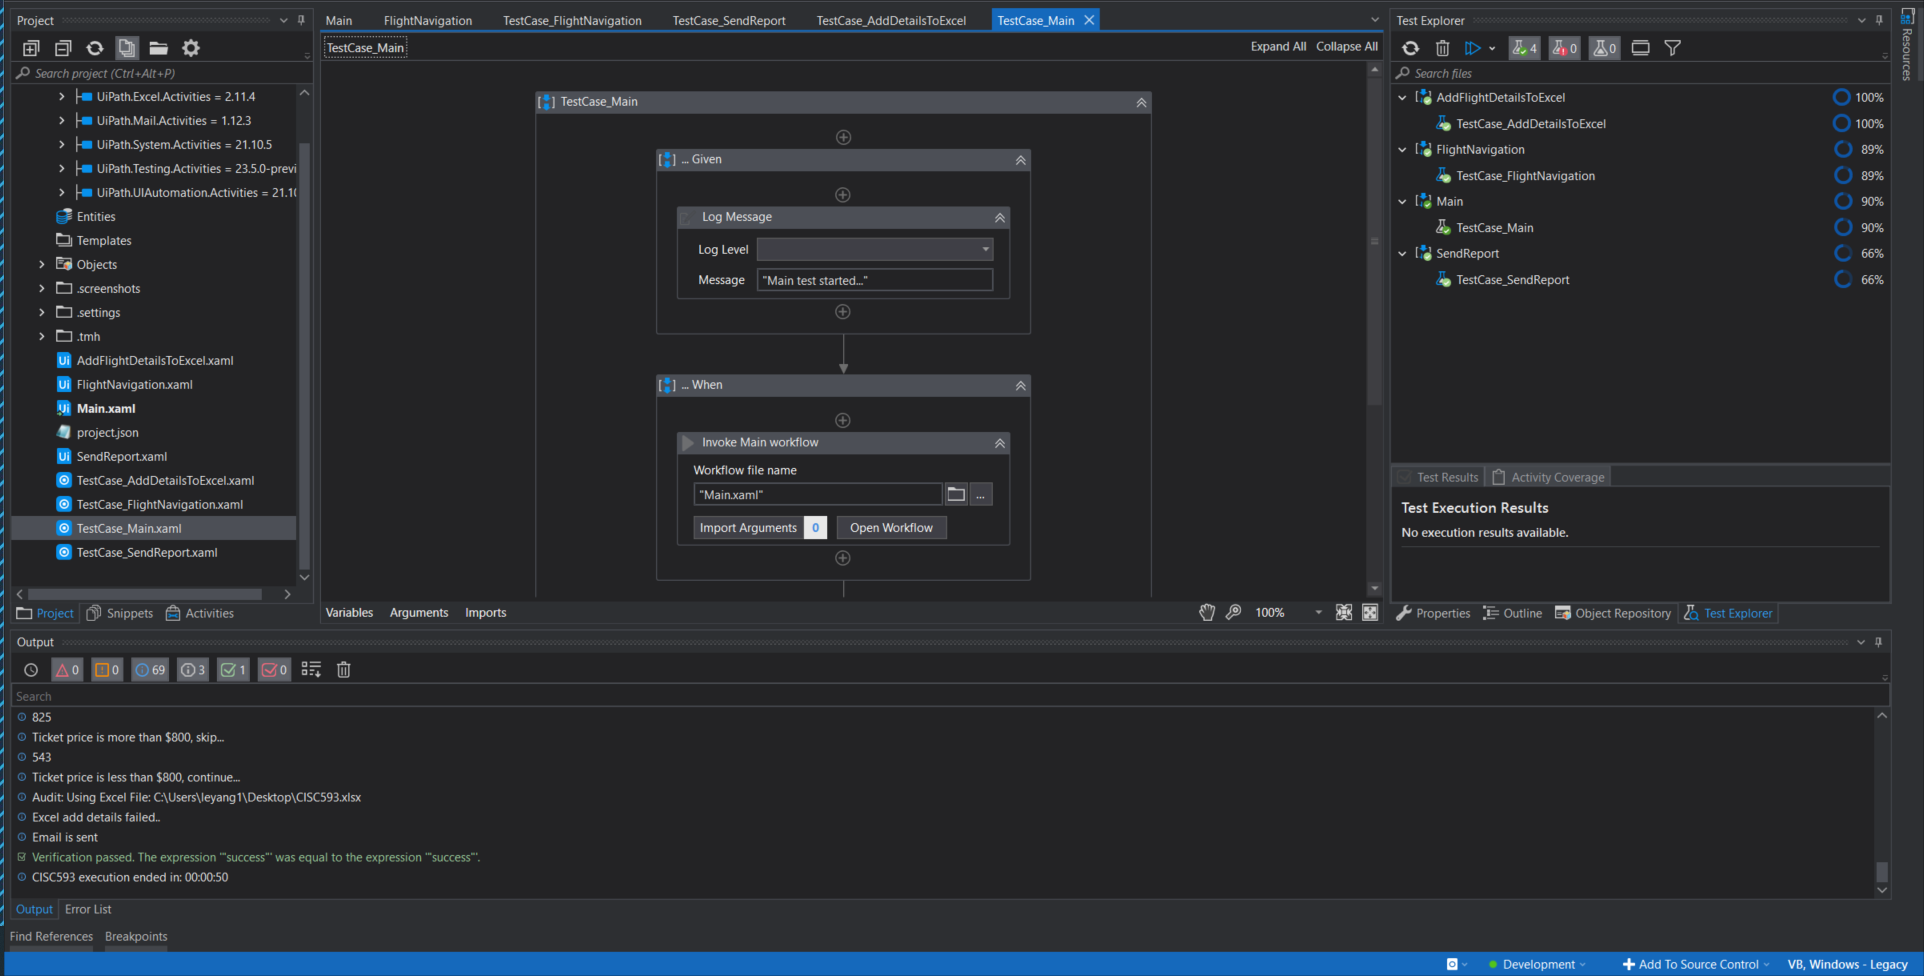 Project
Search project (Ctrl+Alt+P)
UiPath.Excel.Activities = 2.11.4
UiPath.Mail.Activities = 1.12.3
UiPath.System.Activities = 21.10.5
UiPath.Testing.Activities = 23.5.0-previ
UiPath.UIAutomation.Activities = 21.10
Entities
Templates
Objects
.screenshots
.settings
.tmh
AddFlightDetailsToExcel.xaml
FlightNavigation.xaml
Main.xaml
project.json
SendReport.xaml
TestCase_AddDetailsToExcel.xaml
TestCase_FlightNavigation.xaml
TestCase_Main.xaml
TestCase_SendReport.xaml
Project Snippets Activities
Main FlightNavigation TestCase_FlightNavigation TestCase_SendReport TestCase_AddDetailsToExcel TestCase_Main
TestCase_Main Expand All Collapse All
TestCase_Main
... Given
Log Message
Log Level
Message "Main test started..."
... When
Invoke Main workflow
Workflow file name
"Main.xaml" ...
Import Arguments 0 Open Workflow
Variables Arguments Imports 100%
Test Explorer
4 0 0
Search files
AddFlightDetailsToExcel 100%
TestCase_AddDetailsToExcel 100%
FlightNavigation 89%
TestCase_FlightNavigation 89%
Main 90%
TestCase_Main 90%
SendReport 66%
TestCase_SendReport 66%
Test Results Activity Coverage
Test Execution Results
No execution results available.
Properties Outline Object Repository Test Explorer
Resources
Output
0 0 69 3 1 0
Search
825
Ticket price is more than $800, skip...
543
Ticket price is less than $800, continue...
Audit: Using Excel File: C:\Users\leyang1\Desktop\CISC593.xlsx
Excel add details failed..
Email is sent
Verification passed. The expression '"success"' was equal to the expression '"success"'.
CISC593 execution ended in: 00:00:50
Output Error List
Find References Breakpoints
Development Add To Source Control VB, Windows - Legacy